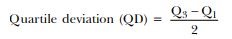 Quartile deviation (QD) = Q₃ – Q₁ / 2